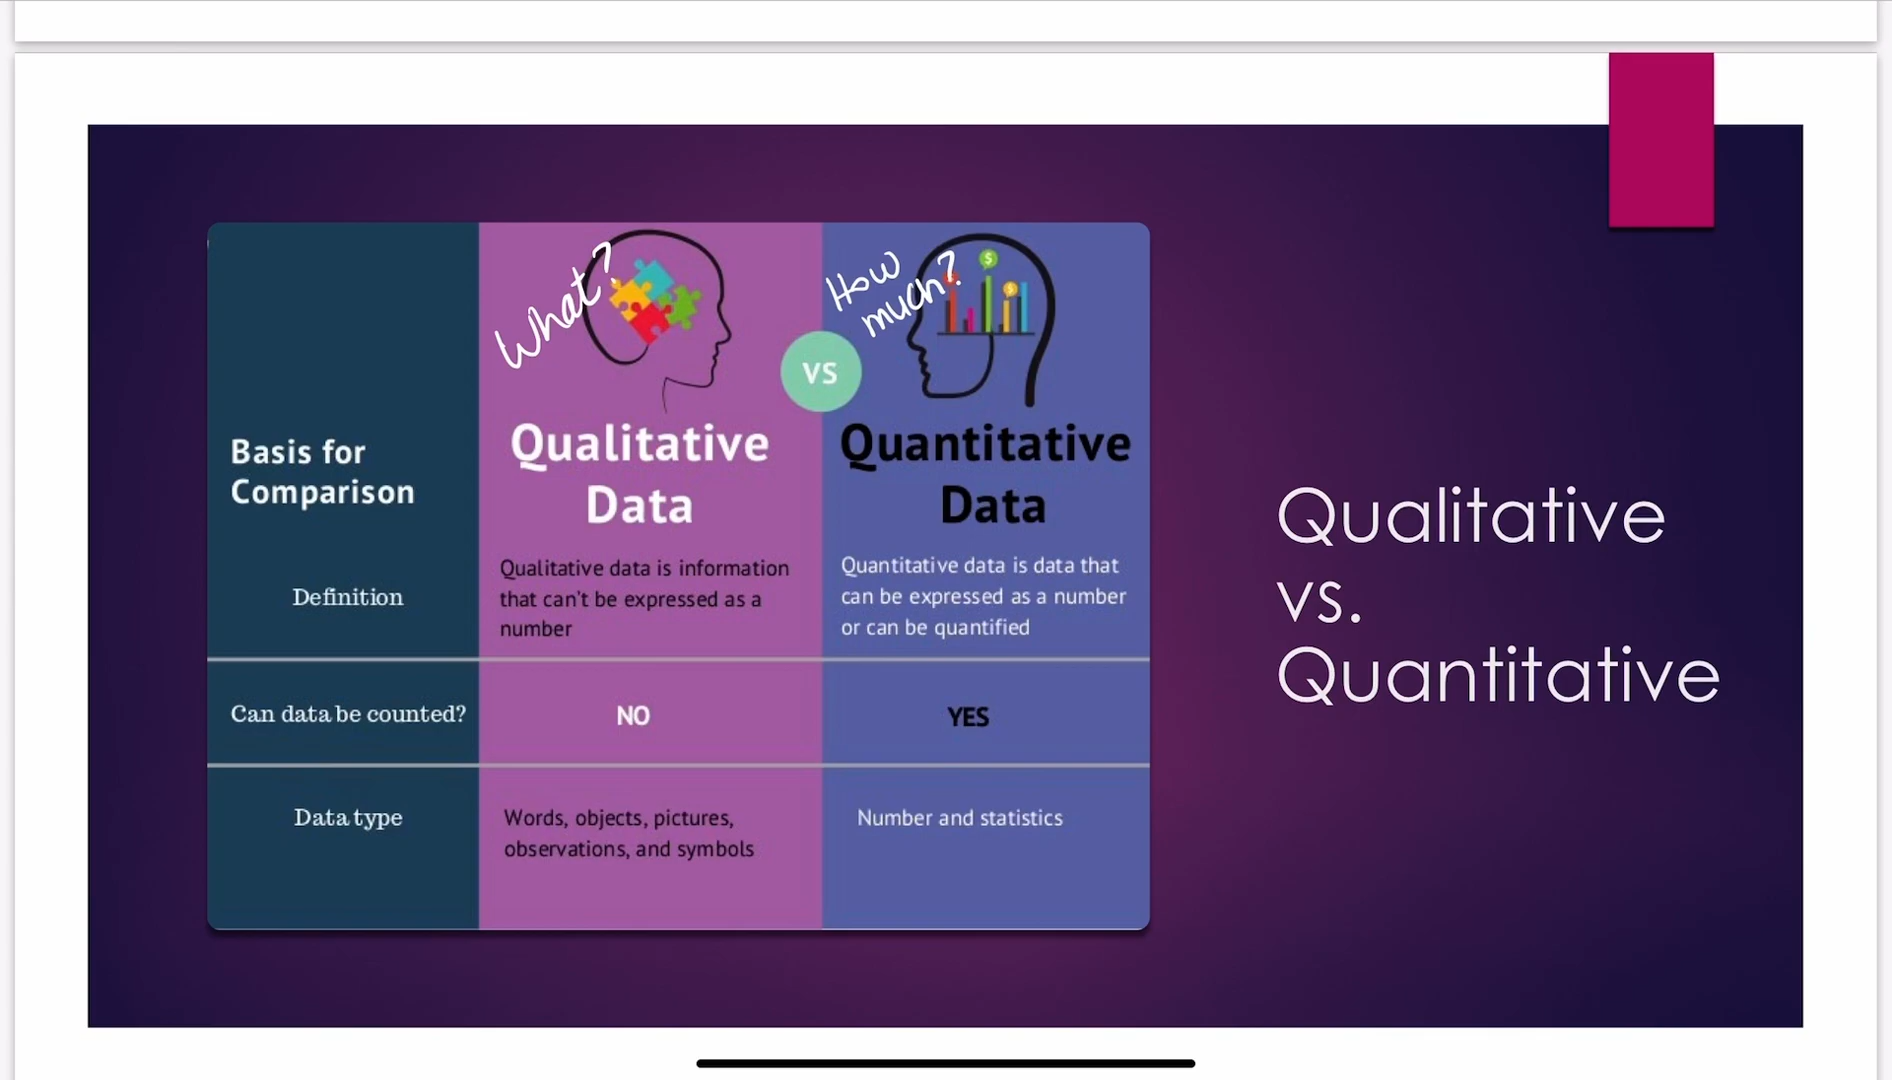 What?
How
much?
VS
Basis for
Comparison
Qualitative
Data
Quantitative
Data
Definition
Qualitative data is information
that can't be expressed as a
number
Quantitative data is data that
can be expressed as a number
or can be quantified
Can data be counted?
NO
YES
Data type
Words, objects, pictures,
observations, and symbols
Number and statistics
Qualitative
vs.
Quantitative